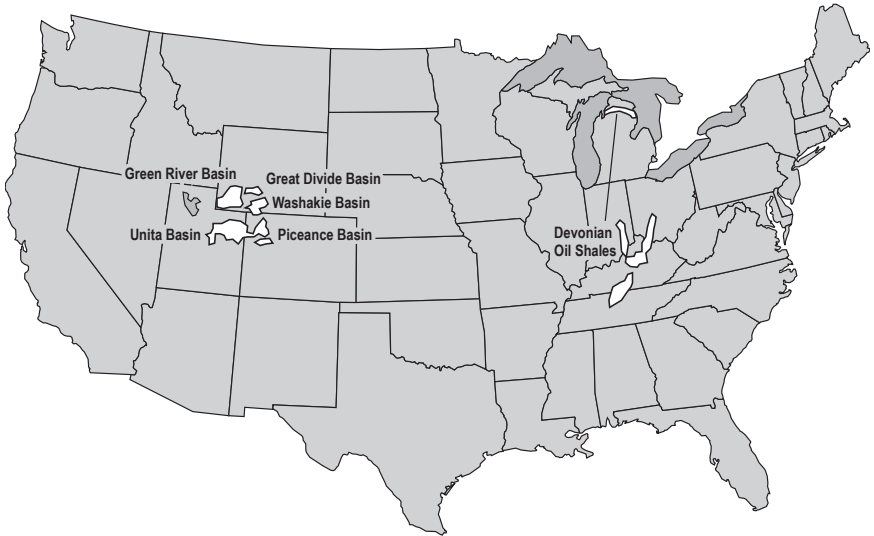 Green River Basin
Great Divide Basin
Washakie Basin
Unita Basin
Piceance Basin
Devonian
Oil Shales